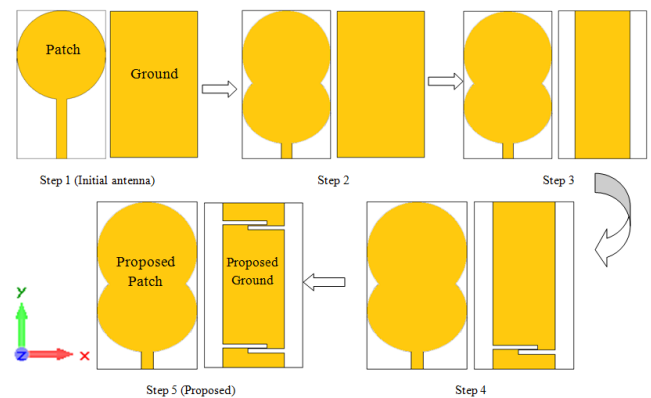 Patch
Ground
Step 1 (Initial antenna)
Step 2
Step 3
Proposed
Patch
Proposed
Ground
Y
Z
X
Step 5 (Proposed)
Step 4